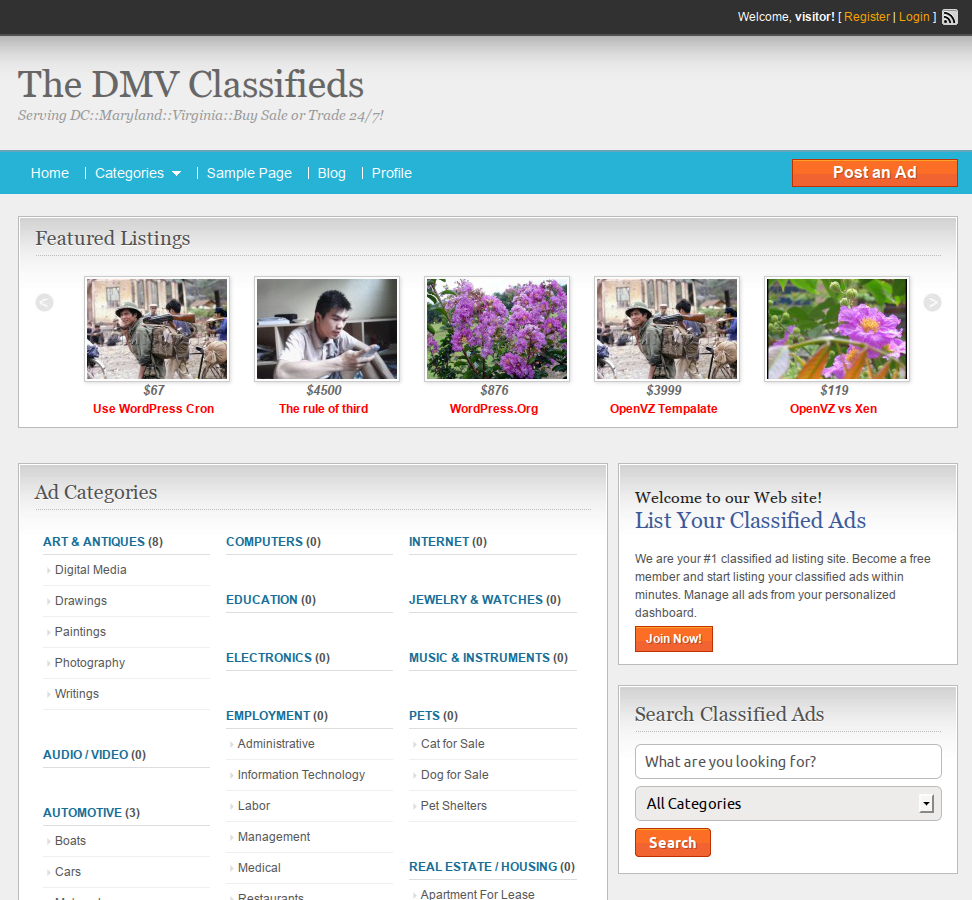 Welcome, visitor! [ Register | Login ]
The DMV Classifieds
Serving DC::Maryland::Virginia::Buy Sale or Trade 24/7!
Home | Categories | Sample Page | Blog | Profile
Post an Ad
Featured Listings
< >
$67 $4500 $876 $3999 $119
Use WordPress Cron The rule of third WordPress.Org OpenVZ Tempalate OpenVZ vs Xen
Ad Categories
ART & ANTIQUES (8)
Digital Media
Drawings
Paintings
Photography
Writings
AUDIO / VIDEO (0)
AUTOMOTIVE (3)
Boats
Cars
COMPUTERS (0)
EDUCATION (0)
ELECTRONICS (0)
EMPLOYMENT (0)
Administrative
Information Technology
Labor
Management
Medical
Restaurants
INTERNET (0)
JEWELRY & WATCHES (0)
MUSIC & INSTRUMENTS (0)
PETS (0)
Cat for Sale
Dog for Sale
Pet Shelters
REAL ESTATE / HOUSING (0)
Apartment For Lease
Welcome to our Web site!
List Your Classified Ads
We are your #1 classified ad listing site. Become a free
member and start listing your classified ads within
minutes. Manage all ads from your personalized
dashboard.
Join Now!
Search Classified Ads
What are you looking for?
All Categories
Search